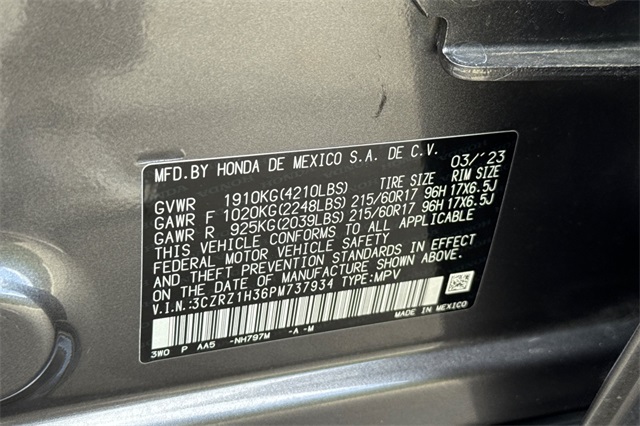 MFD.BY HONDA DE MEXICO S.A. DE C.V. 03/'23
GVWR 1910KG(4210LBS) TIRE SIZE RIM SIZE
GAWR F 1020KG(2248LBS) 215/60R17 96H 17X6.5J
GAWR R 925KG(2039LBS) 215/60R17 96H 17X6.5J
THIS VEHICLE CONFORMS TO ALL APPLICABLE
FEDERAL MOTOR VEHICLE SAFETY
AND THEFT PREVENTION STANDARDS IN EFFECT
ON THE DATE OF MANUFACTURE SHOWN ABOVE.
V.I.N.:3CZRZ1H36PM737934 TYPE:MPV
MADE IN MEXICO
3W0 P AA5 -NH797M -A -M